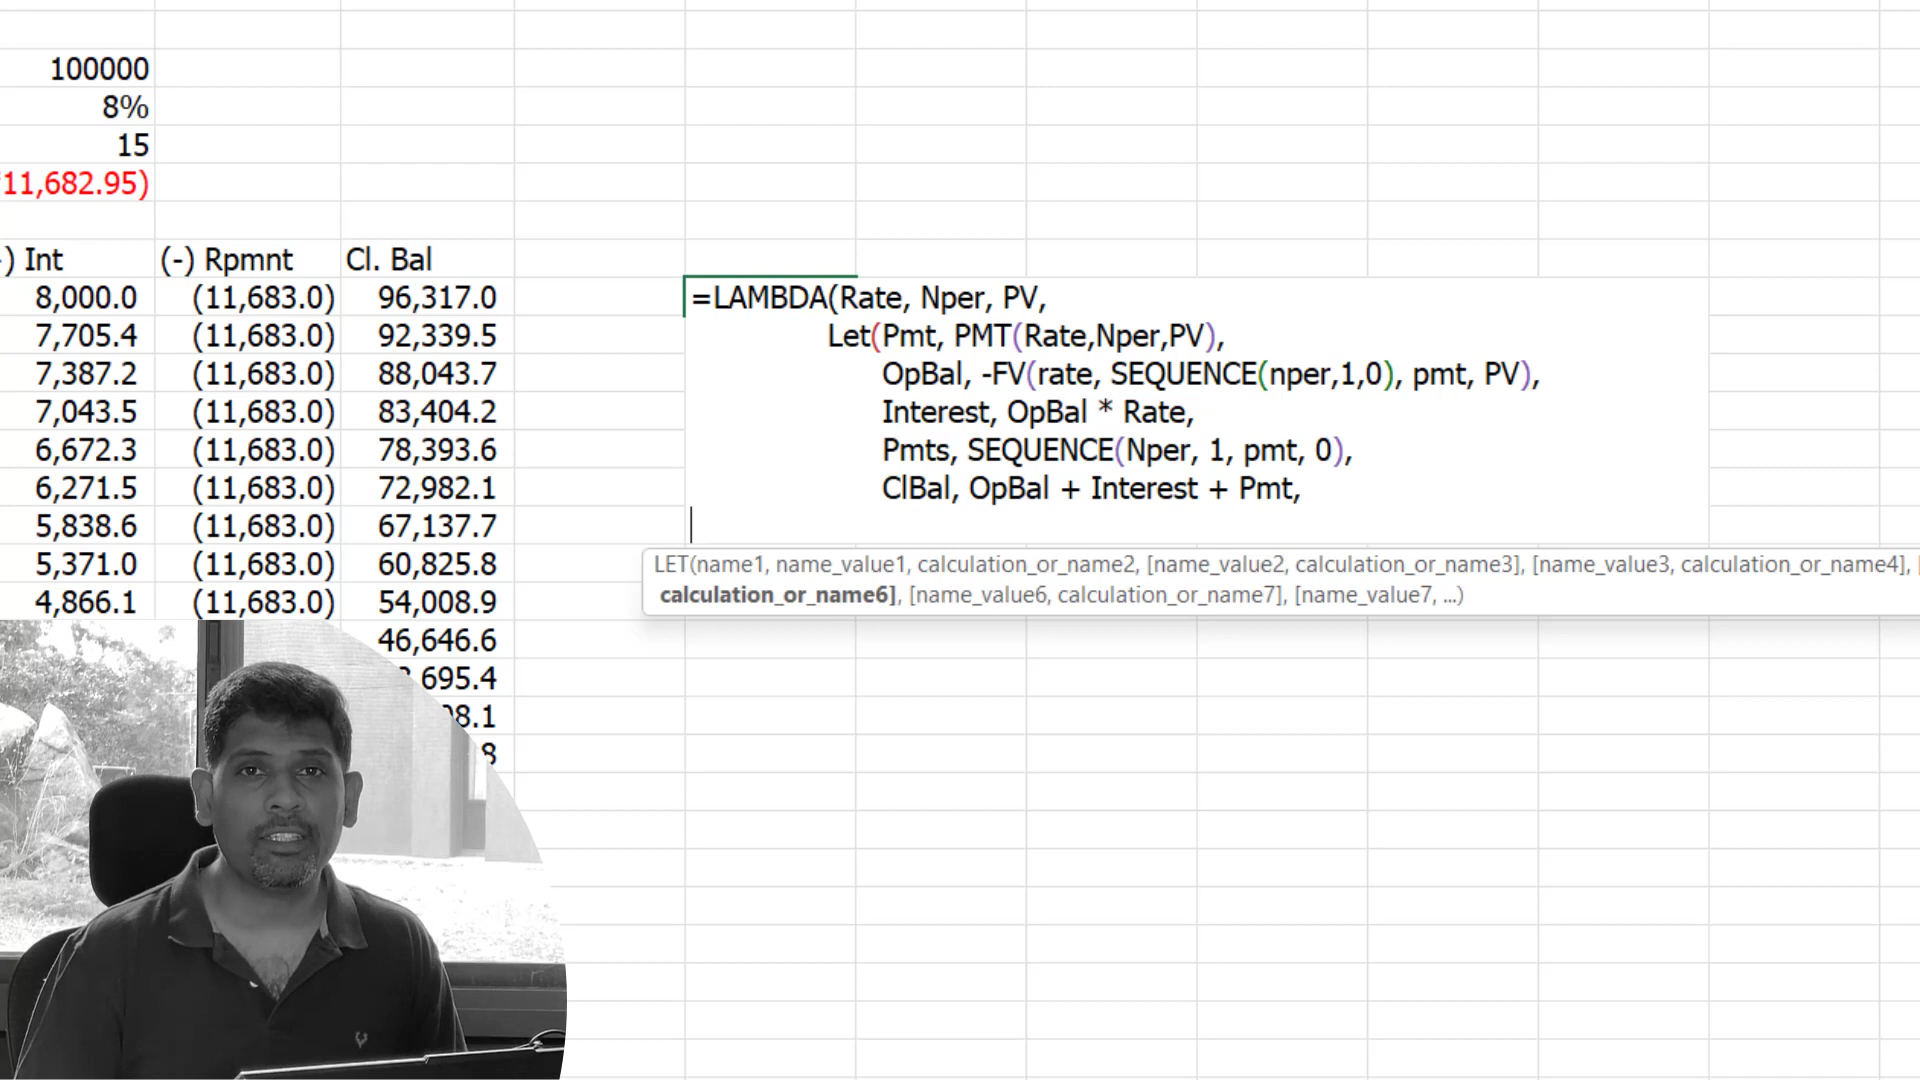 100000
8%
15
11,682.95)
) Int (-) Rpmnt Cl. Bal
8,000.0 (11,683.0) 96,317.0
7,705.4 (11,683.0) 92,339.5
7,387.2 (11,683.0) 88,043.7
7,043.5 (11,683.0) 83,404.2
6,672.3 (11,683.0) 78,393.6
6,271.5 (11,683.0) 72,982.1
5,838.6 (11,683.0) 67,137.7
5,371.0 (11,683.0) 60,825.8
4,866.1 (11,683.0) 54,008.9
46,646.6
695.4
8.1
8
=LAMBDA(Rate, Nper, PV,
Let(Pmt, PMT(Rate,Nper,PV),
OpBal, -FV(rate, SEQUENCE(nper,1,0), pmt, PV),
Interest, OpBal * Rate,
Pmts, SEQUENCE(Nper, 1, pmt, 0),
ClBal, OpBal + Interest + Pmt,
LET(name1, name_value1, calculation_or_name2, [name_value2, calculation_or_name3], [name_value3, calculation_or_name4], [
calculation_or_name6], [name_value6, calculation_or_name7], [name_value7, ...)